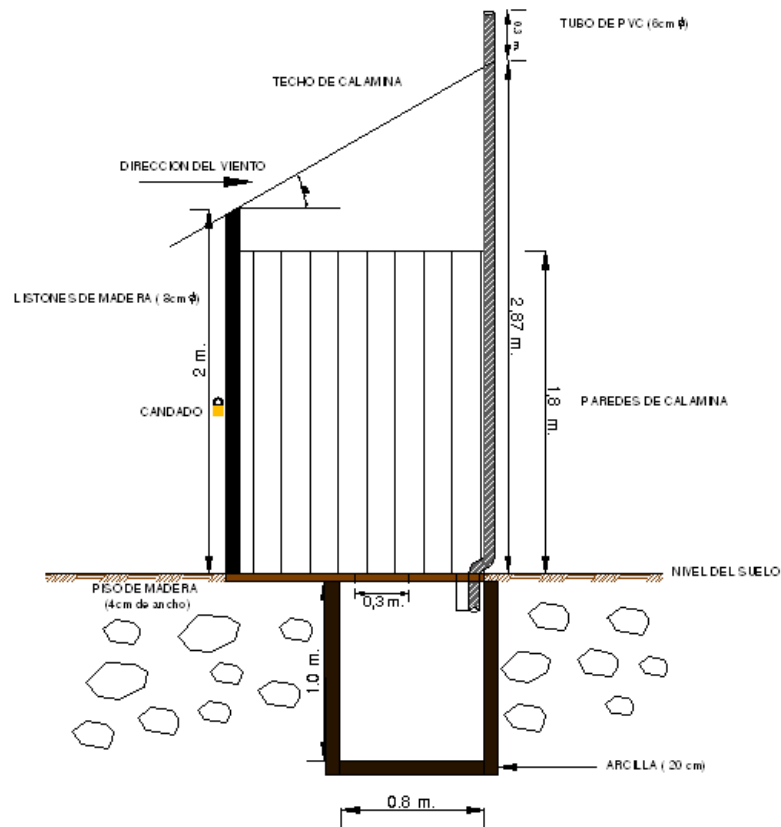 TUBO DE PVC (6cm ϕ)
0.3 m.
TECHO DE CALAMINA
DIRECCION DEL VIENTO
LISTONES DE MADERA ( 8cm ϕ)
2 m.
2,87 m.
1,8 m.
CANDADO
PAREDES DE CALAMINA
NIVEL DEL SUELO
PISO DE MADERA
(4cm de ancho)
0,3 m.
1.0 m.
ARCILLA ( 20 cm)
0.8 m.